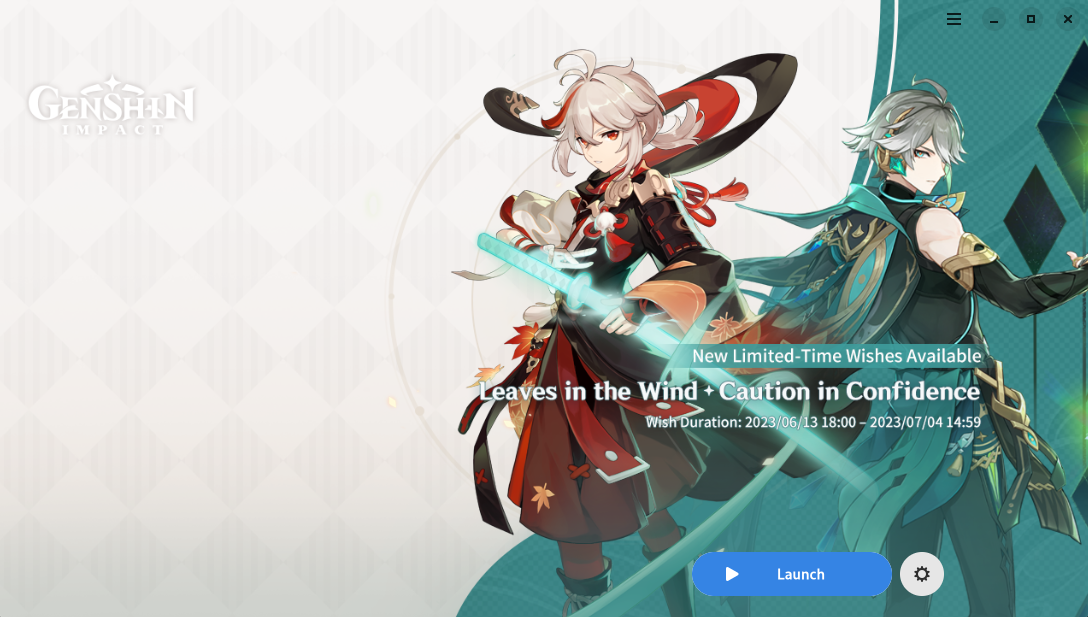 GENSHIN
IMPACT
New Limited-Time Wishes Available
Leaves in the Wind ✦ Caution in Confidence
Wish Duration: 2023/06/13 18:00 – 2023/07/04 14:59
Launch